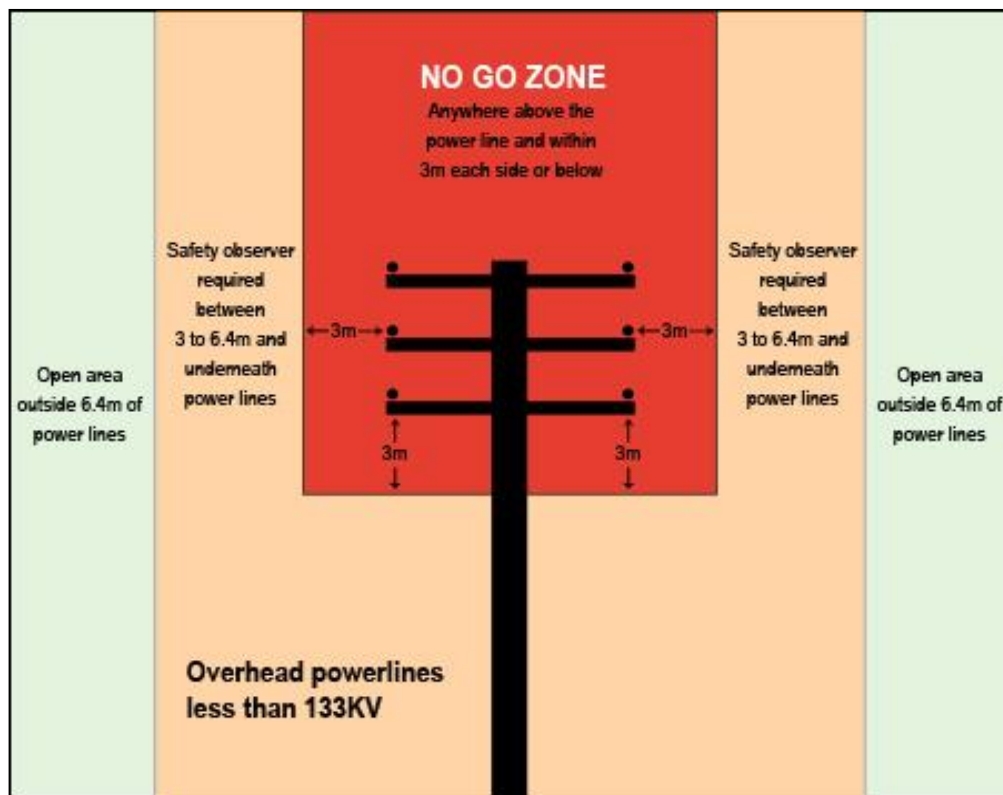 NO GO ZONE
Anywhere above the
power line and within
3m each side or below
Safety observer
required
between
3 to 6.4m and
underneath
power lines
Safety observer
required
between
3 to 6.4m and
underneath
power lines
3m
3m
Open area
outside 6.4m of
power lines
Open area
outside 6.4m of
power lines
3m
3m
Overhead powerlines
less than 133KV